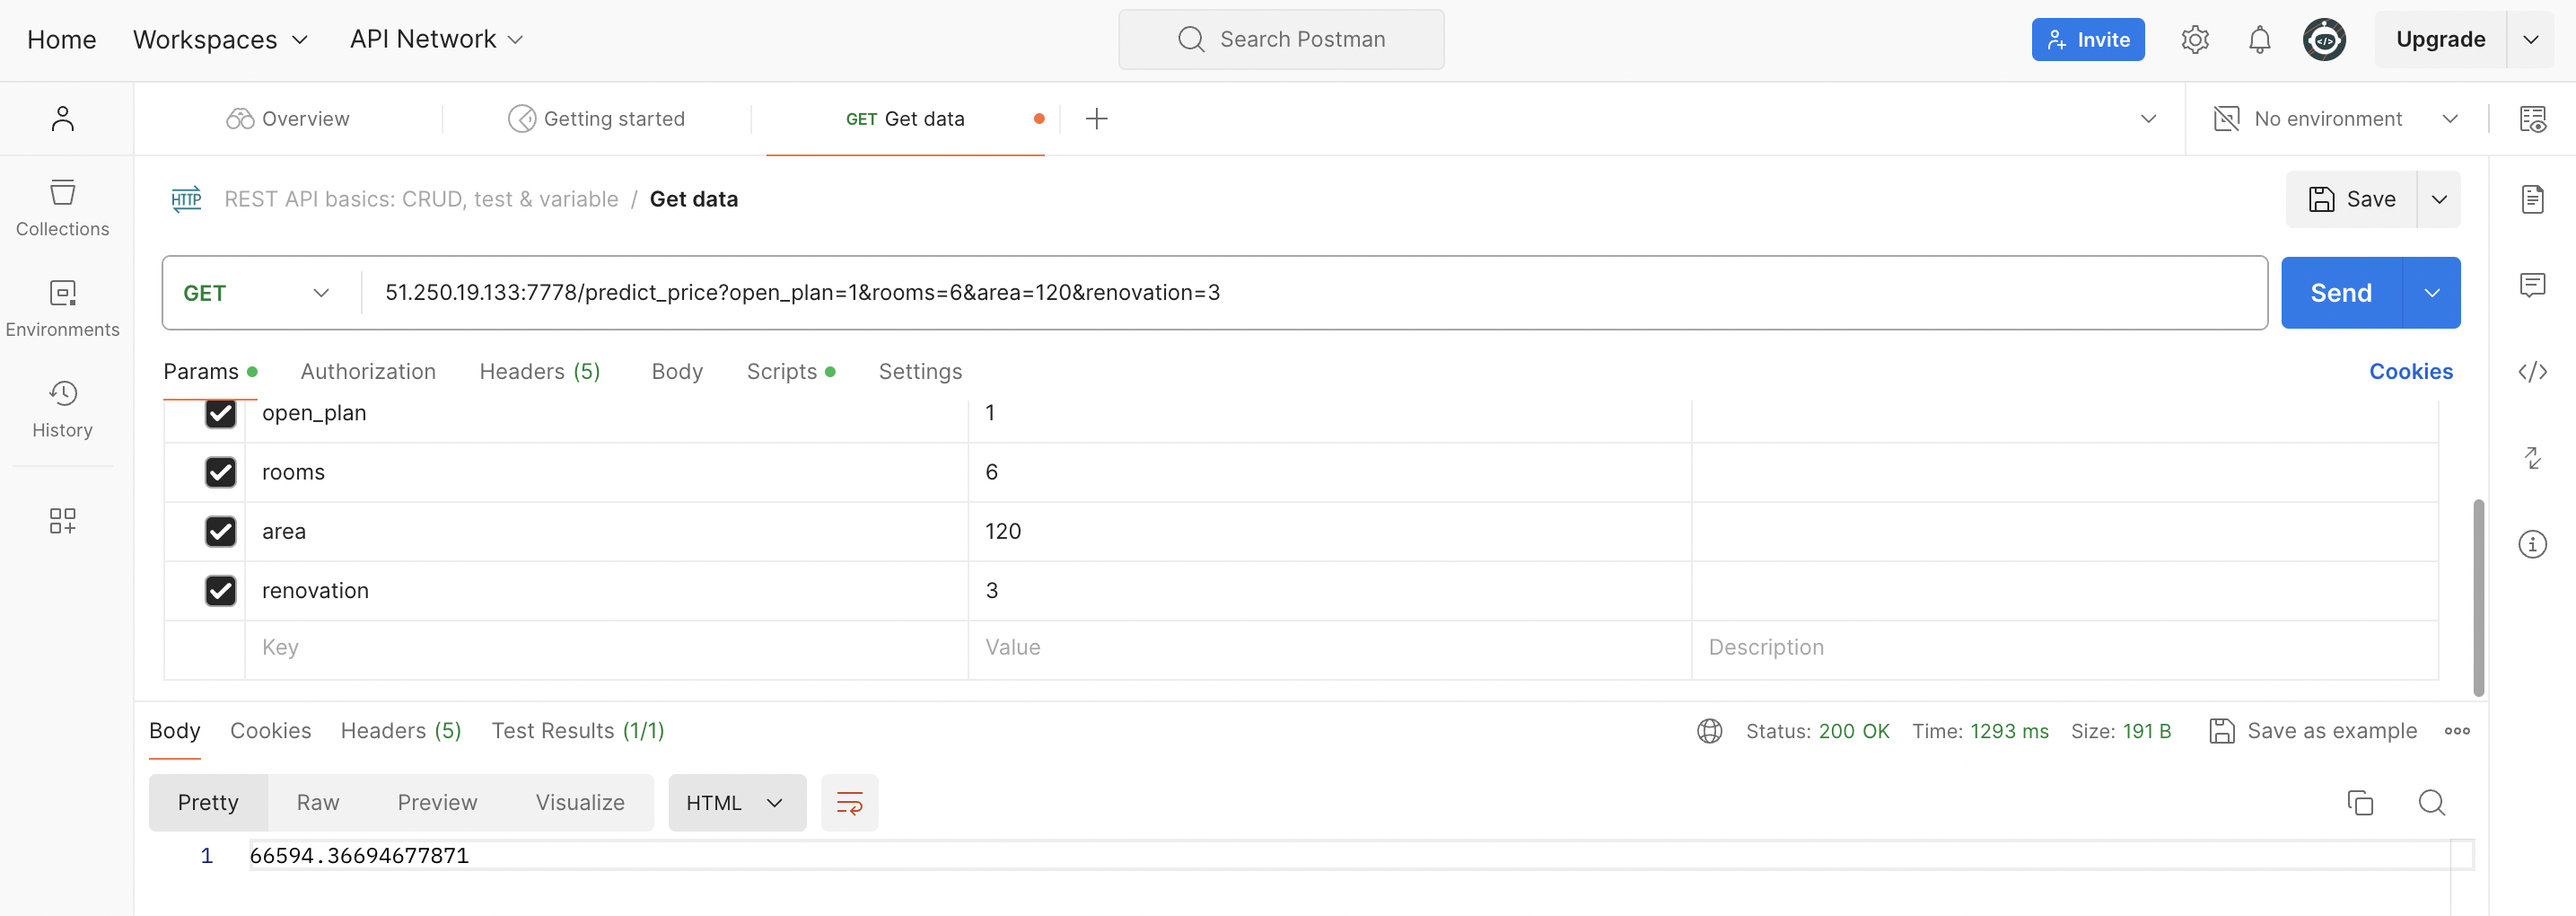 Home Workspaces API Network Search Postman Invite Upgrade
Overview Getting started GET Get data No environment
HTTP REST API basics: CRUD, test & variable / Get data Save
Collections
GET 51.250.19.133:7778/predict_price?open_plan=1&rooms=6&area=120&renovation=3 Send
Environments
Params Authorization Headers (5) Body Scripts Settings Cookies
History
open_plan 1
rooms 6
area 120
renovation 3
Key Value Description
Body Cookies Headers (5) Test Results (1/1) Status: 200 OK Time: 1293 ms Size: 191 B Save as example
Pretty Raw Preview Visualize HTML
1 66594.36694677871